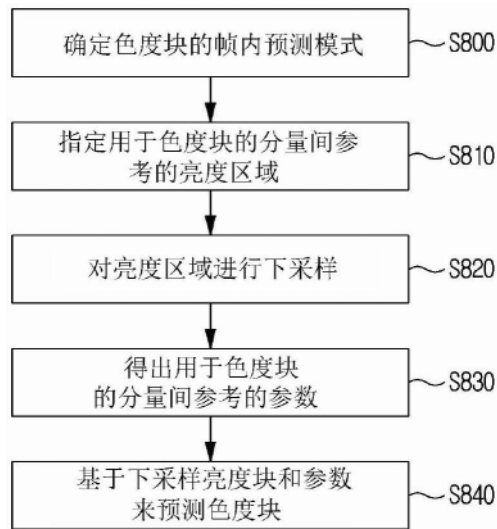 确定色度块的帧内预测模式
S800
指定用于色度块的分量间参
考的亮度区域
S810
对亮度区域进行下采样
S820
得出用于色度块
的分量间参考的参数
S830
基于下采样亮度块和参数
来预测色度块
S840